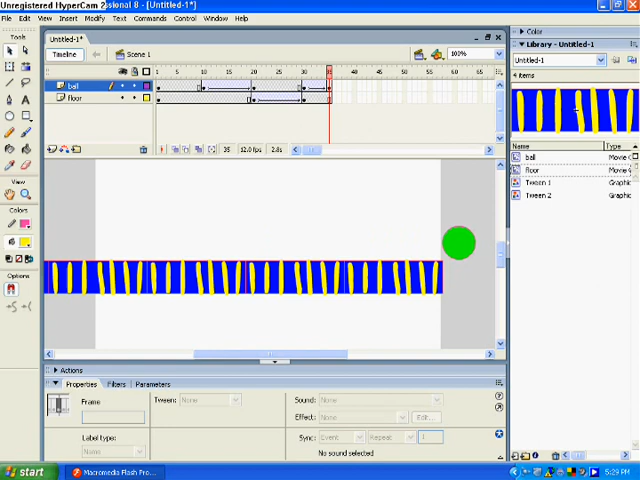 Unregistered HyperCam 2
ssional 8 - [Untitled-1*]
File Edit View Insert Modify Text Commands Control Window Help
Tools
View
Colors
Options
Untitled-1*
Timeline
Scene 1
100%
1 5 10 15 20 25 30 35 40 45 50 55 60 65
ball
floor
35 12.0 fps 2.8s
Color
Library - Untitled-1
Untitled-1
4 items
Name Type
ball Movie C
floor Movie C
Tween 1 Graphic
Tween 2 Graphic
Actions
Properties Filters Parameters
Frame Tween: None Sound: None
Effect: None Edit...
Label type: Sync: Event Repeat 1
Name
No sound selected
start Macromedia Flash Pro... 5:29 PM